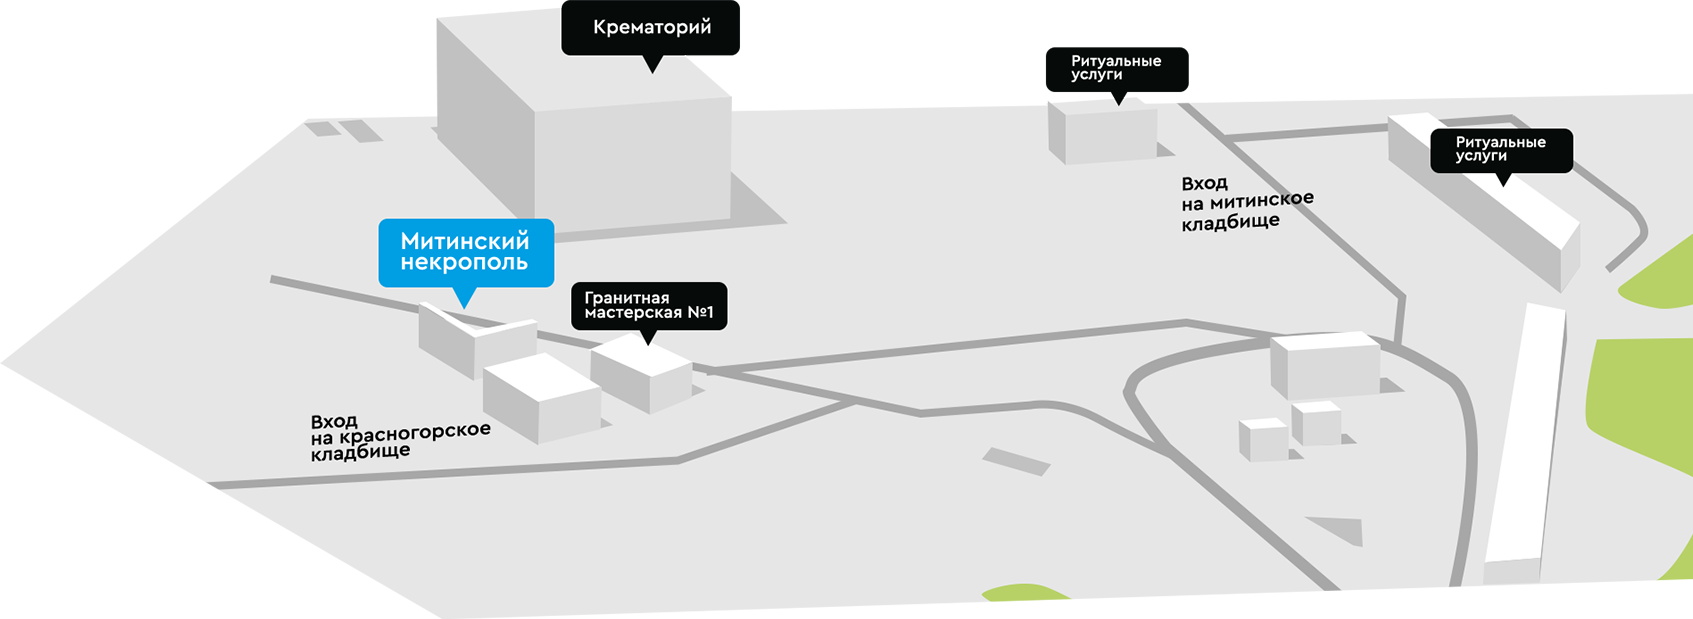 Крематорий
Ритуальные
услуги
Ритуальные
услуги
Вход
на митинское
кладбище
Митинский
некрополь
Гранитная
мастерская №1
Вход
на красногорское
кладбище